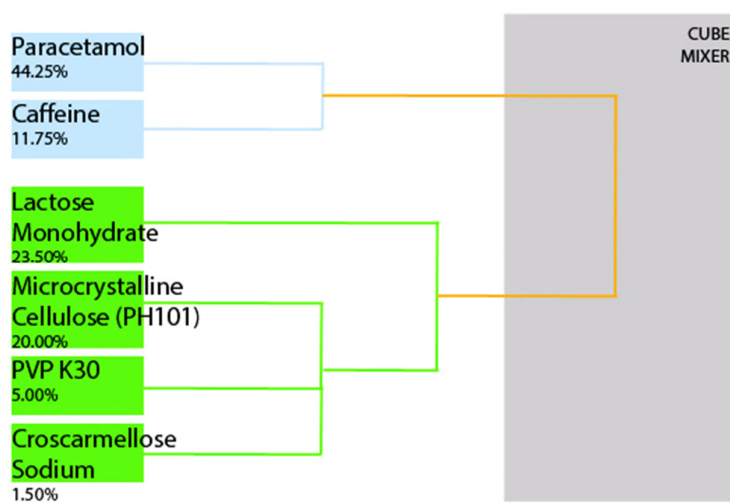 Paracetamol
44.25%
Caffeine
11.75%
Lactose
Monohydrate
23.50%
Microcrystalline
Cellulose (PH101)
20.00%
PVP K30
5.00%
Croscarmellose
Sodium
1.50%
CUBE
MIXER